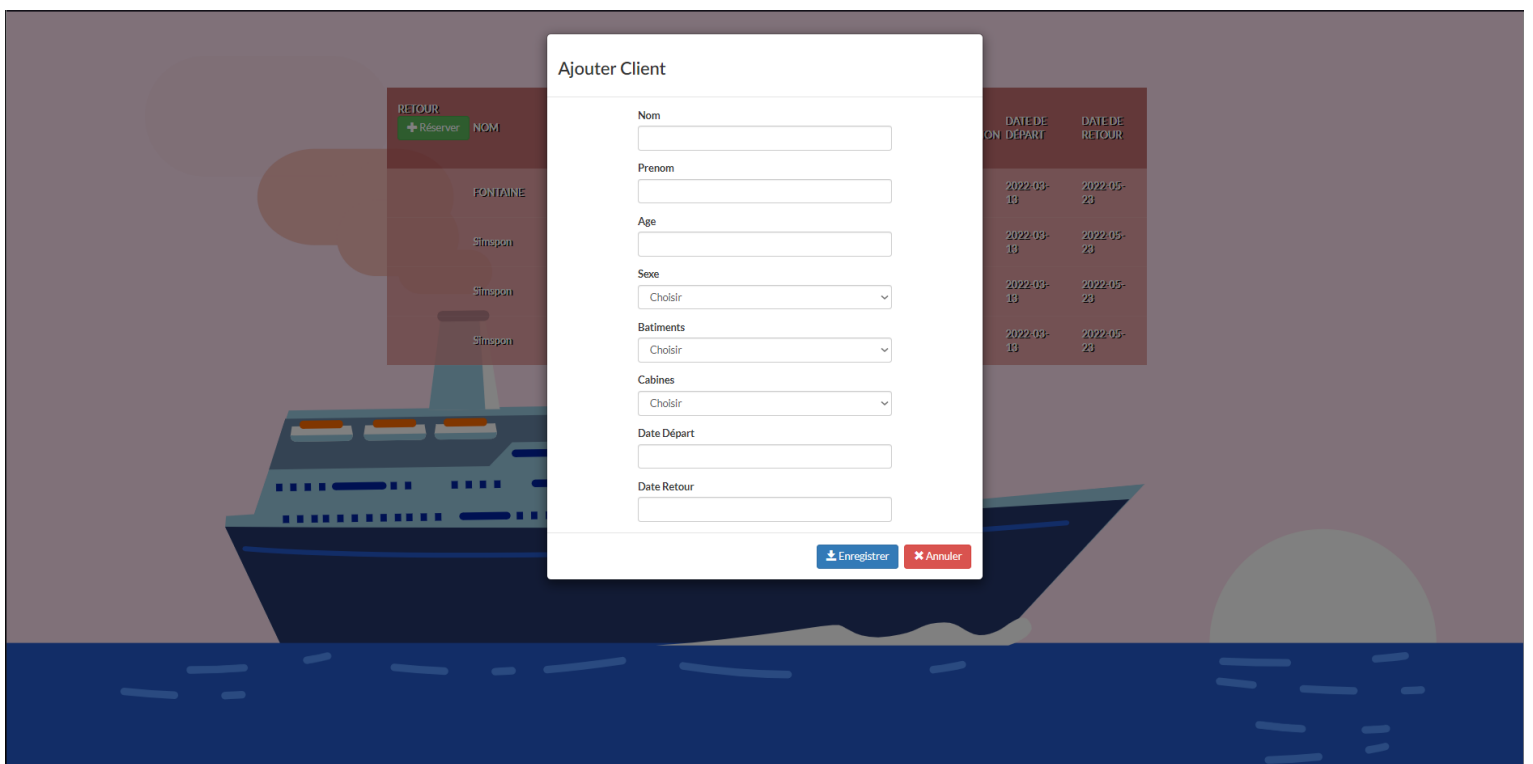 Ajouter Client
RETOUR
Réserver
NOM
ON
DATE DE
DÉPART
DATE DE
RETOUR
FONTAINE
2022-03-
13
2022-05-
23
Simspon
2022-03-
13
2022-05-
23
Simspon
2022-03-
13
2022-05-
23
Simspon
2022-03-
13
2022-05-
23
Nom
Prenom
Age
Sexe
Choisir
Batiments
Choisir
Cabines
Choisir
Date Départ
Date Retour
Enregistrer
Annuler